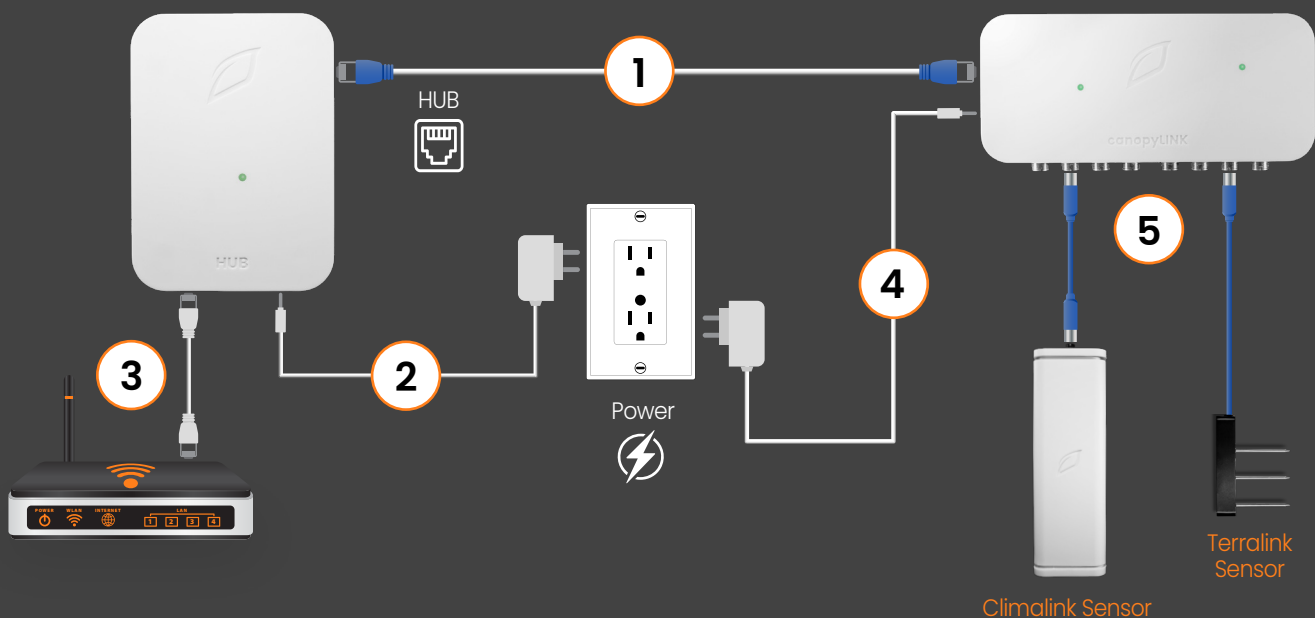 1
HUB
canopyLINK
5
4
HUB
3
2
Power
POWER WLAN INTERNET LAN
1 2 3 4
Terralink
Sensor
Climalink Sensor